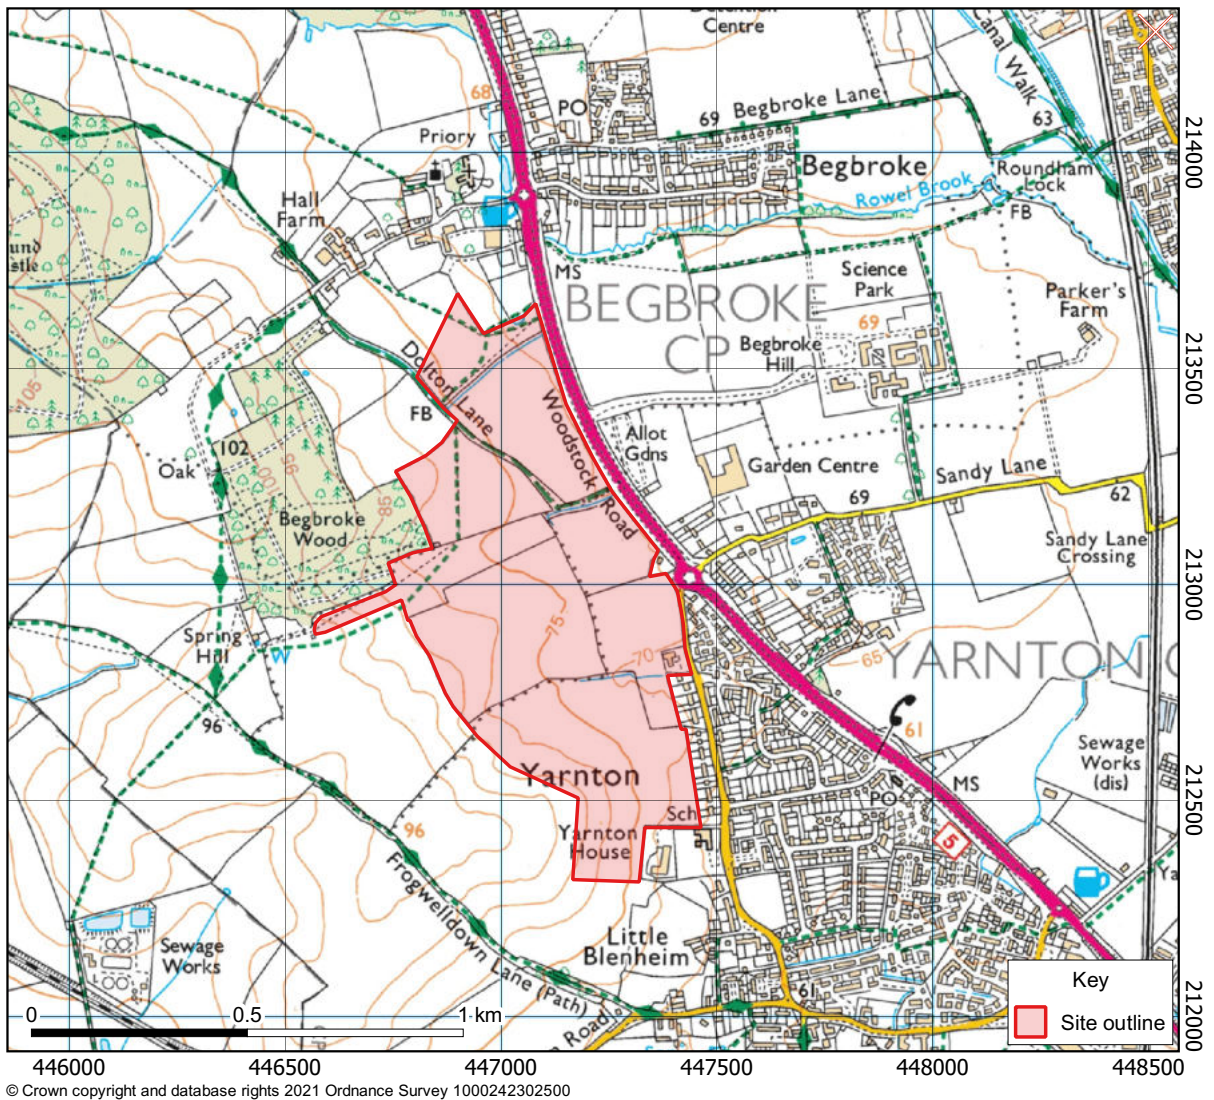 Detention
Centre
Canal Walk
68
PO
Begbroke Lane
69
63
Priory
Begbroke
Roundham
Lock
Rowel Brook
FB
Hall
Farm
MS
Science
Park
Parker's
Farm
BEGBROKE
CP
69
Begbroke
Hill
Dolton Lane
FB
Woodstock Road
Allot
Gdns
105
102
Oak
95
100
85
Garden Centre
Sandy Lane
69
62
Begbroke
Wood
Sandy Lane
Crossing
Spring
Hill
W
75
70
65
YARNTON C
96
61
Sewage
Works
(dis)
MS
Yarnton
PO
Sch
Yarnton
House
96
5
Ya
Frogwelldown Lane (Path)
Sewage
Works
Little
Blenheim
61
n Road
Key
Site outline
0
0.5
1 km
214000
213500
213000
212500
212000
446000
446500
447000
447500
448000
448500
© Crown copyright and database rights 2021 Ordnance Survey 1000242302500